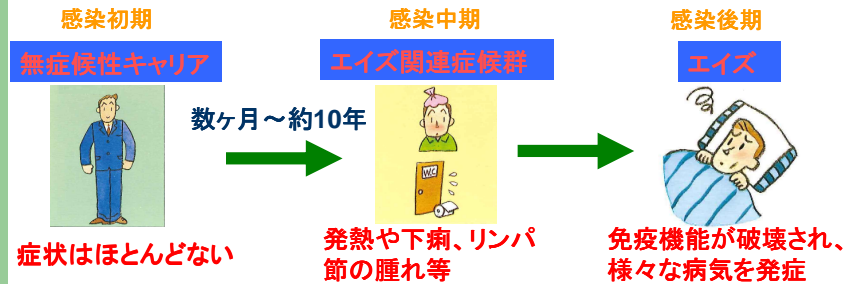 感染初期
感染中期
感染後期
無症候性キャリア
エイズ関連症候群
エイズ
数ヶ月～約10年
W.C
症状はほとんどない
発熱や下痢、リンパ
節の腫れ等
免疫機能が破壊され、
様々な病気を発症